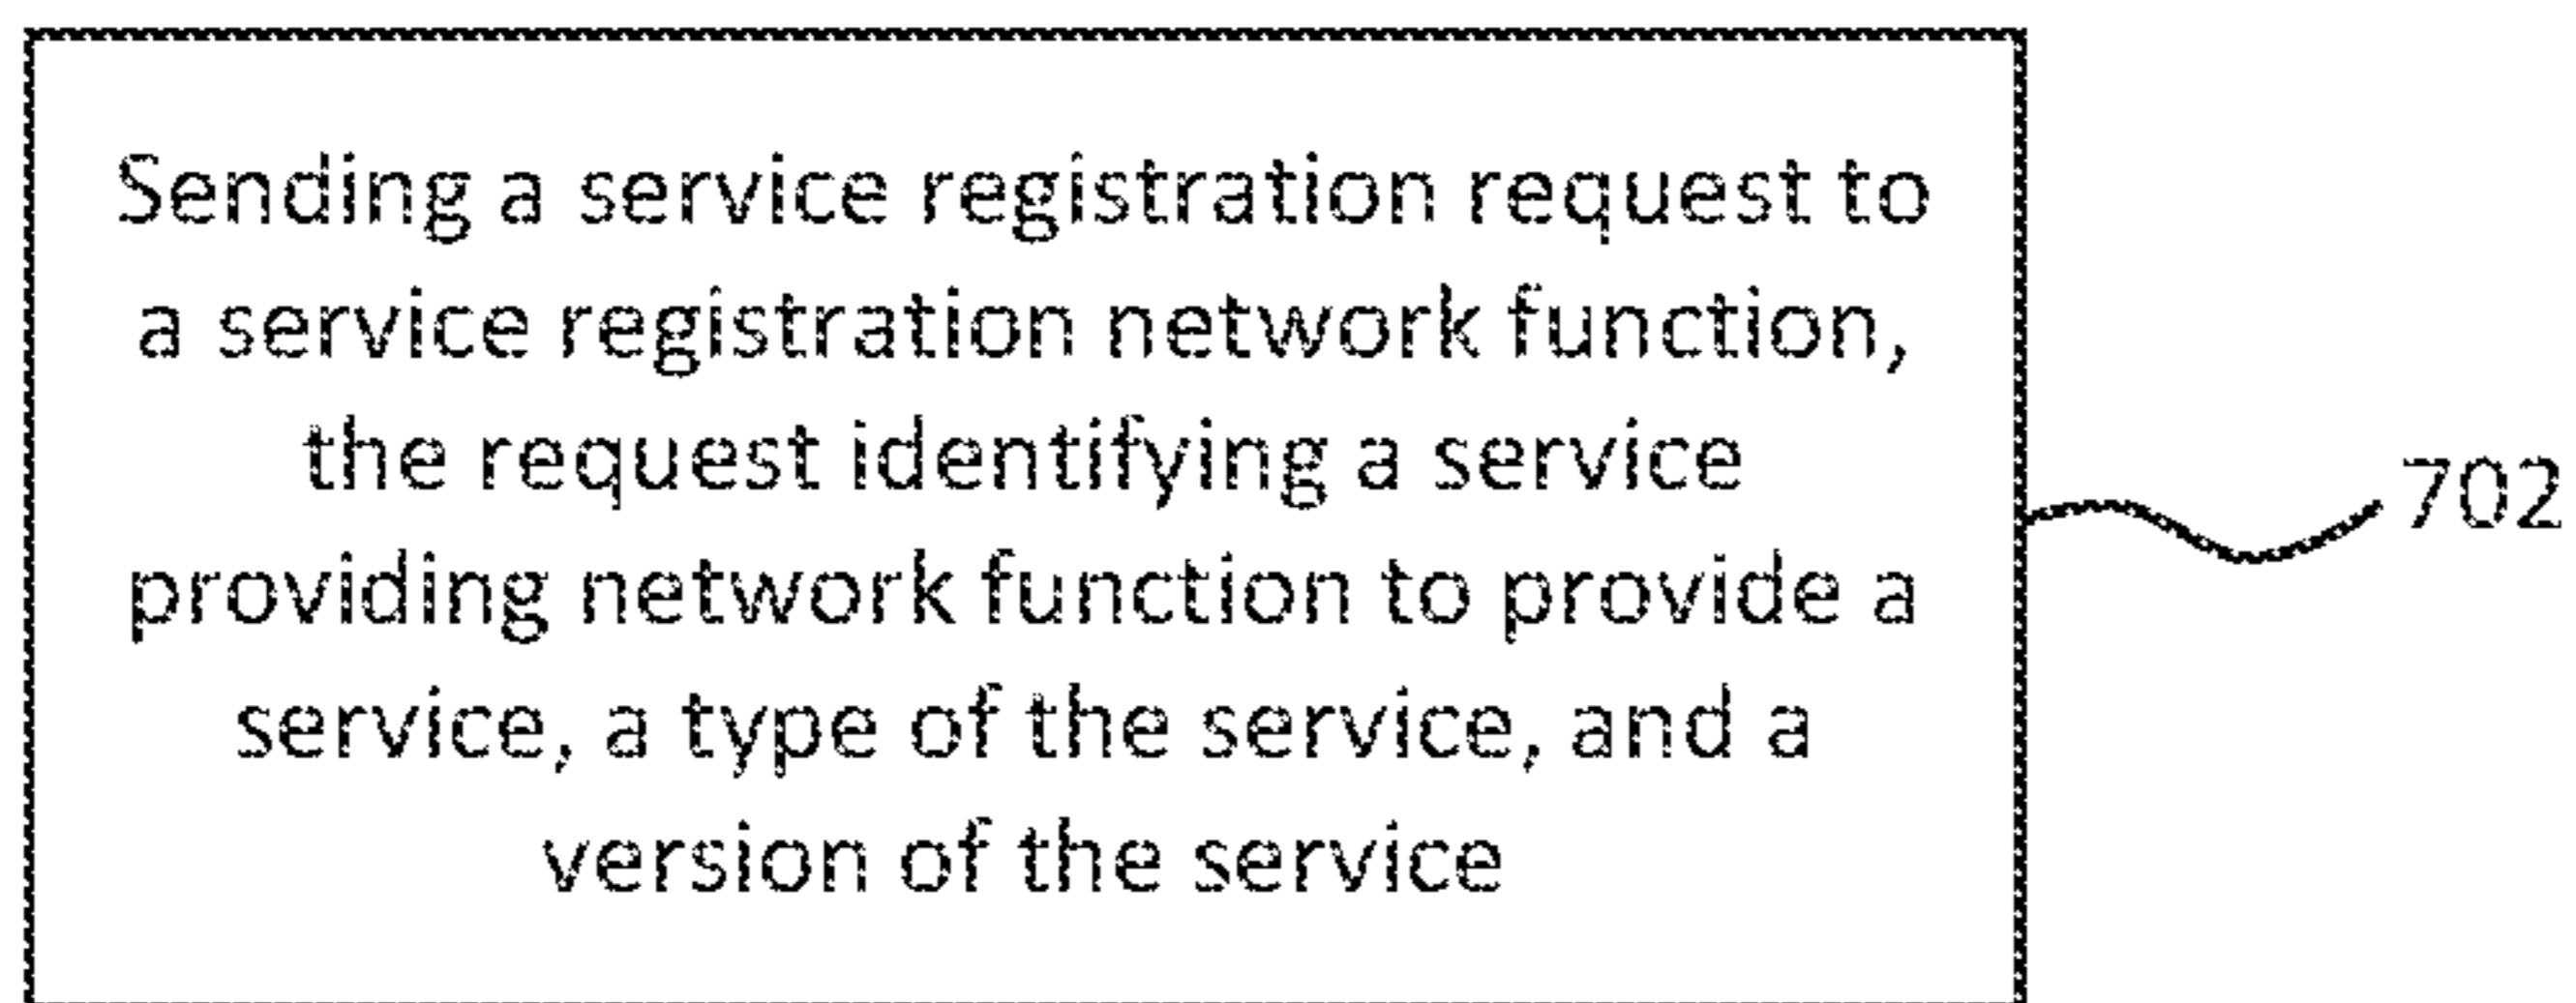 Sending a service registration request to
a service registration network function,
the request identifying a service
providing network function to provide a
service, a type of the service, and a
version of the service
702